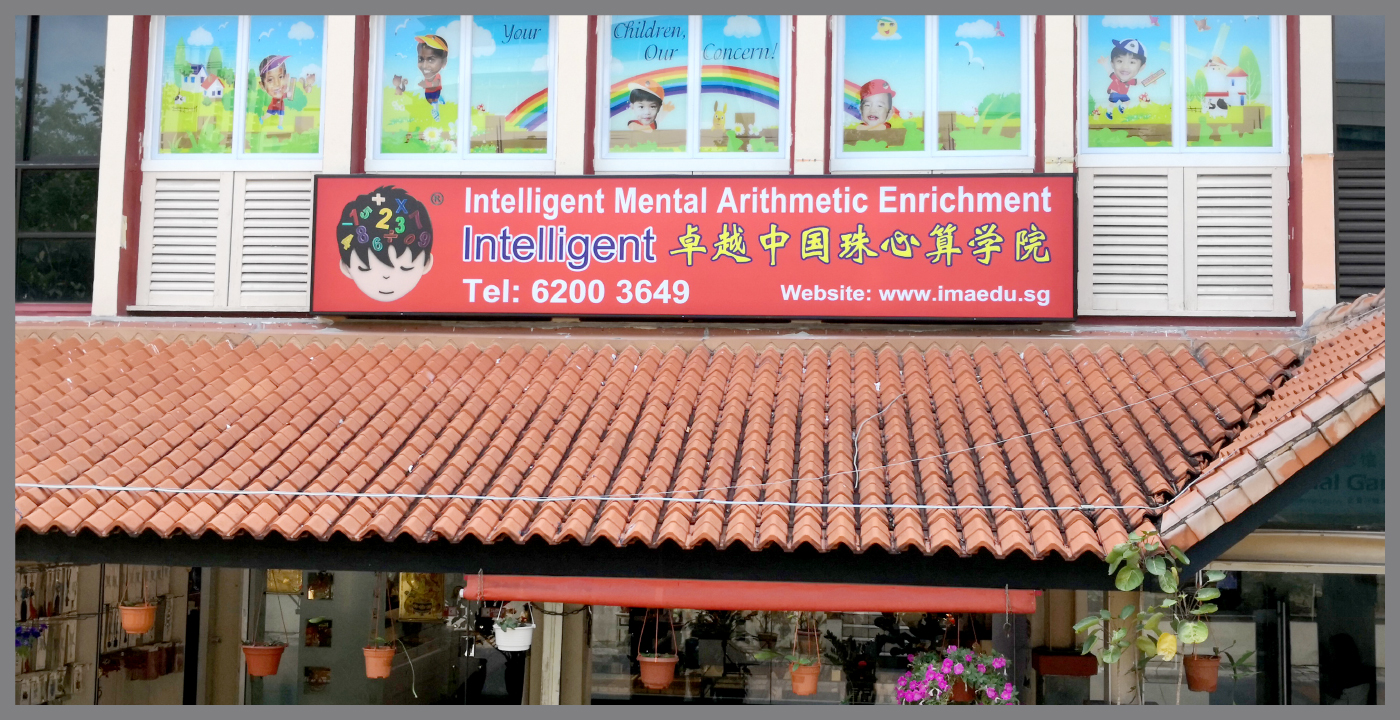 Your
Children,
Our Concern!
Intelligent Mental Arithmetic Enrichment
Intelligent 卓越中国珠心算学院
Tel: 6200 3649
Website: www.imaedu.sg